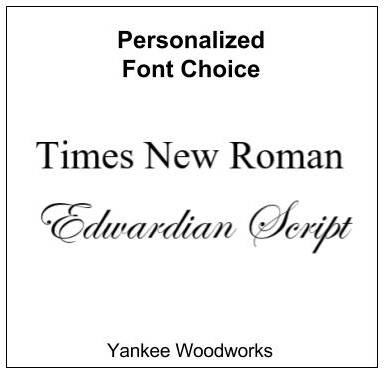 Personalized
Font Choice
Times New Roman
Edwardian Script
Yankee Woodworks